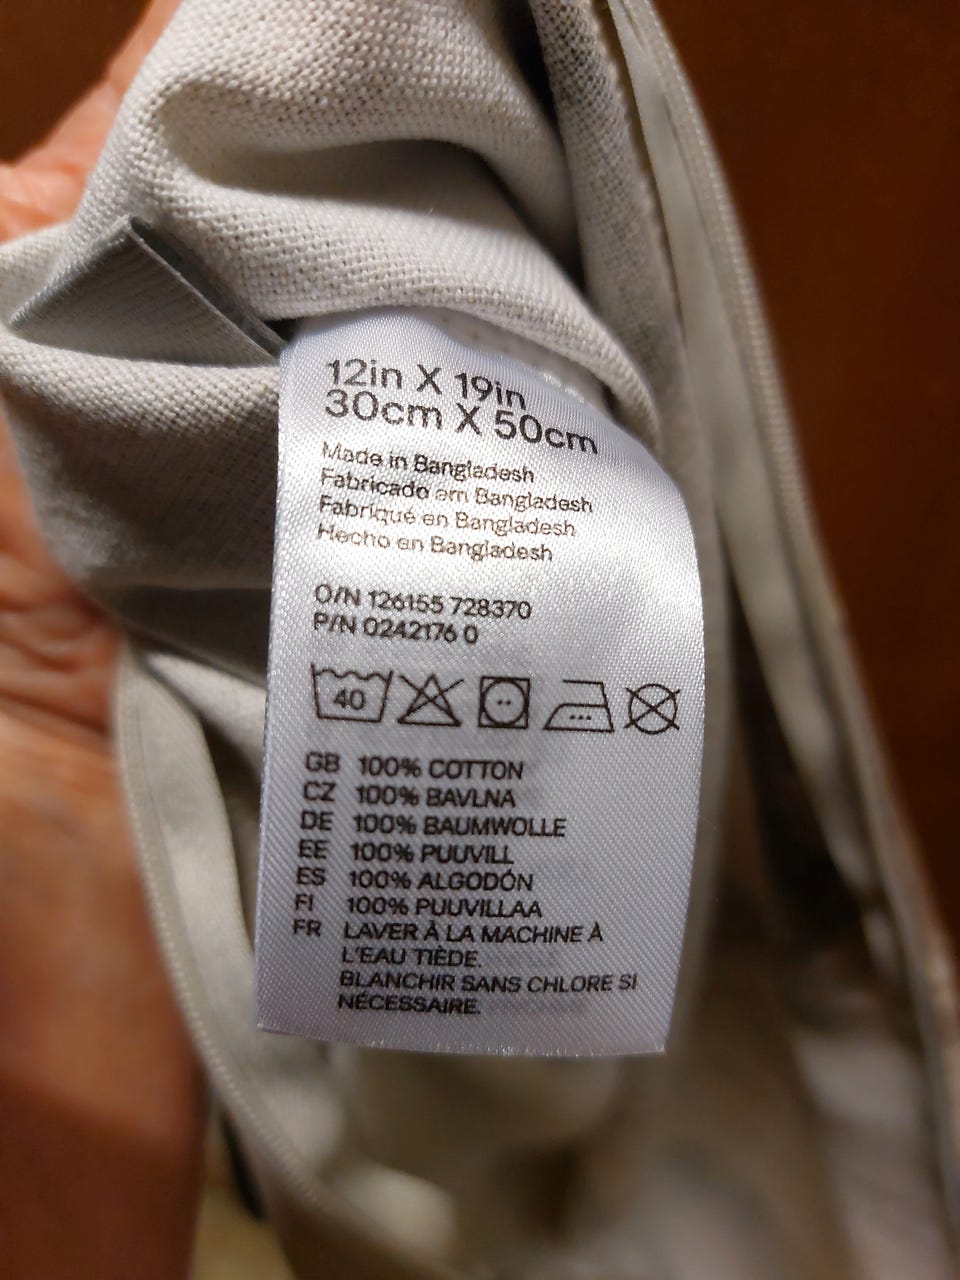 12in X 19in
30cm X 50cm
Made in Bangladesh
Fabricado em Bangladesh
Fabriqué en Bangladesh
Hecho en Bangladesh
O/N 126155 728370
P/N 0242176 0
40
GB 100% COTTON
CZ 100% BAVLNA
DE 100% BAUMWOLLE
EE 100% PUUVILL
ES 100% ALGODÓN
FI 100% PUUVILLAA
FR LAVER À LA MACHINE À
L'EAU TIÈDE.
BLANCHIR SANS CHLORE SI
NÉCESSAIRE.